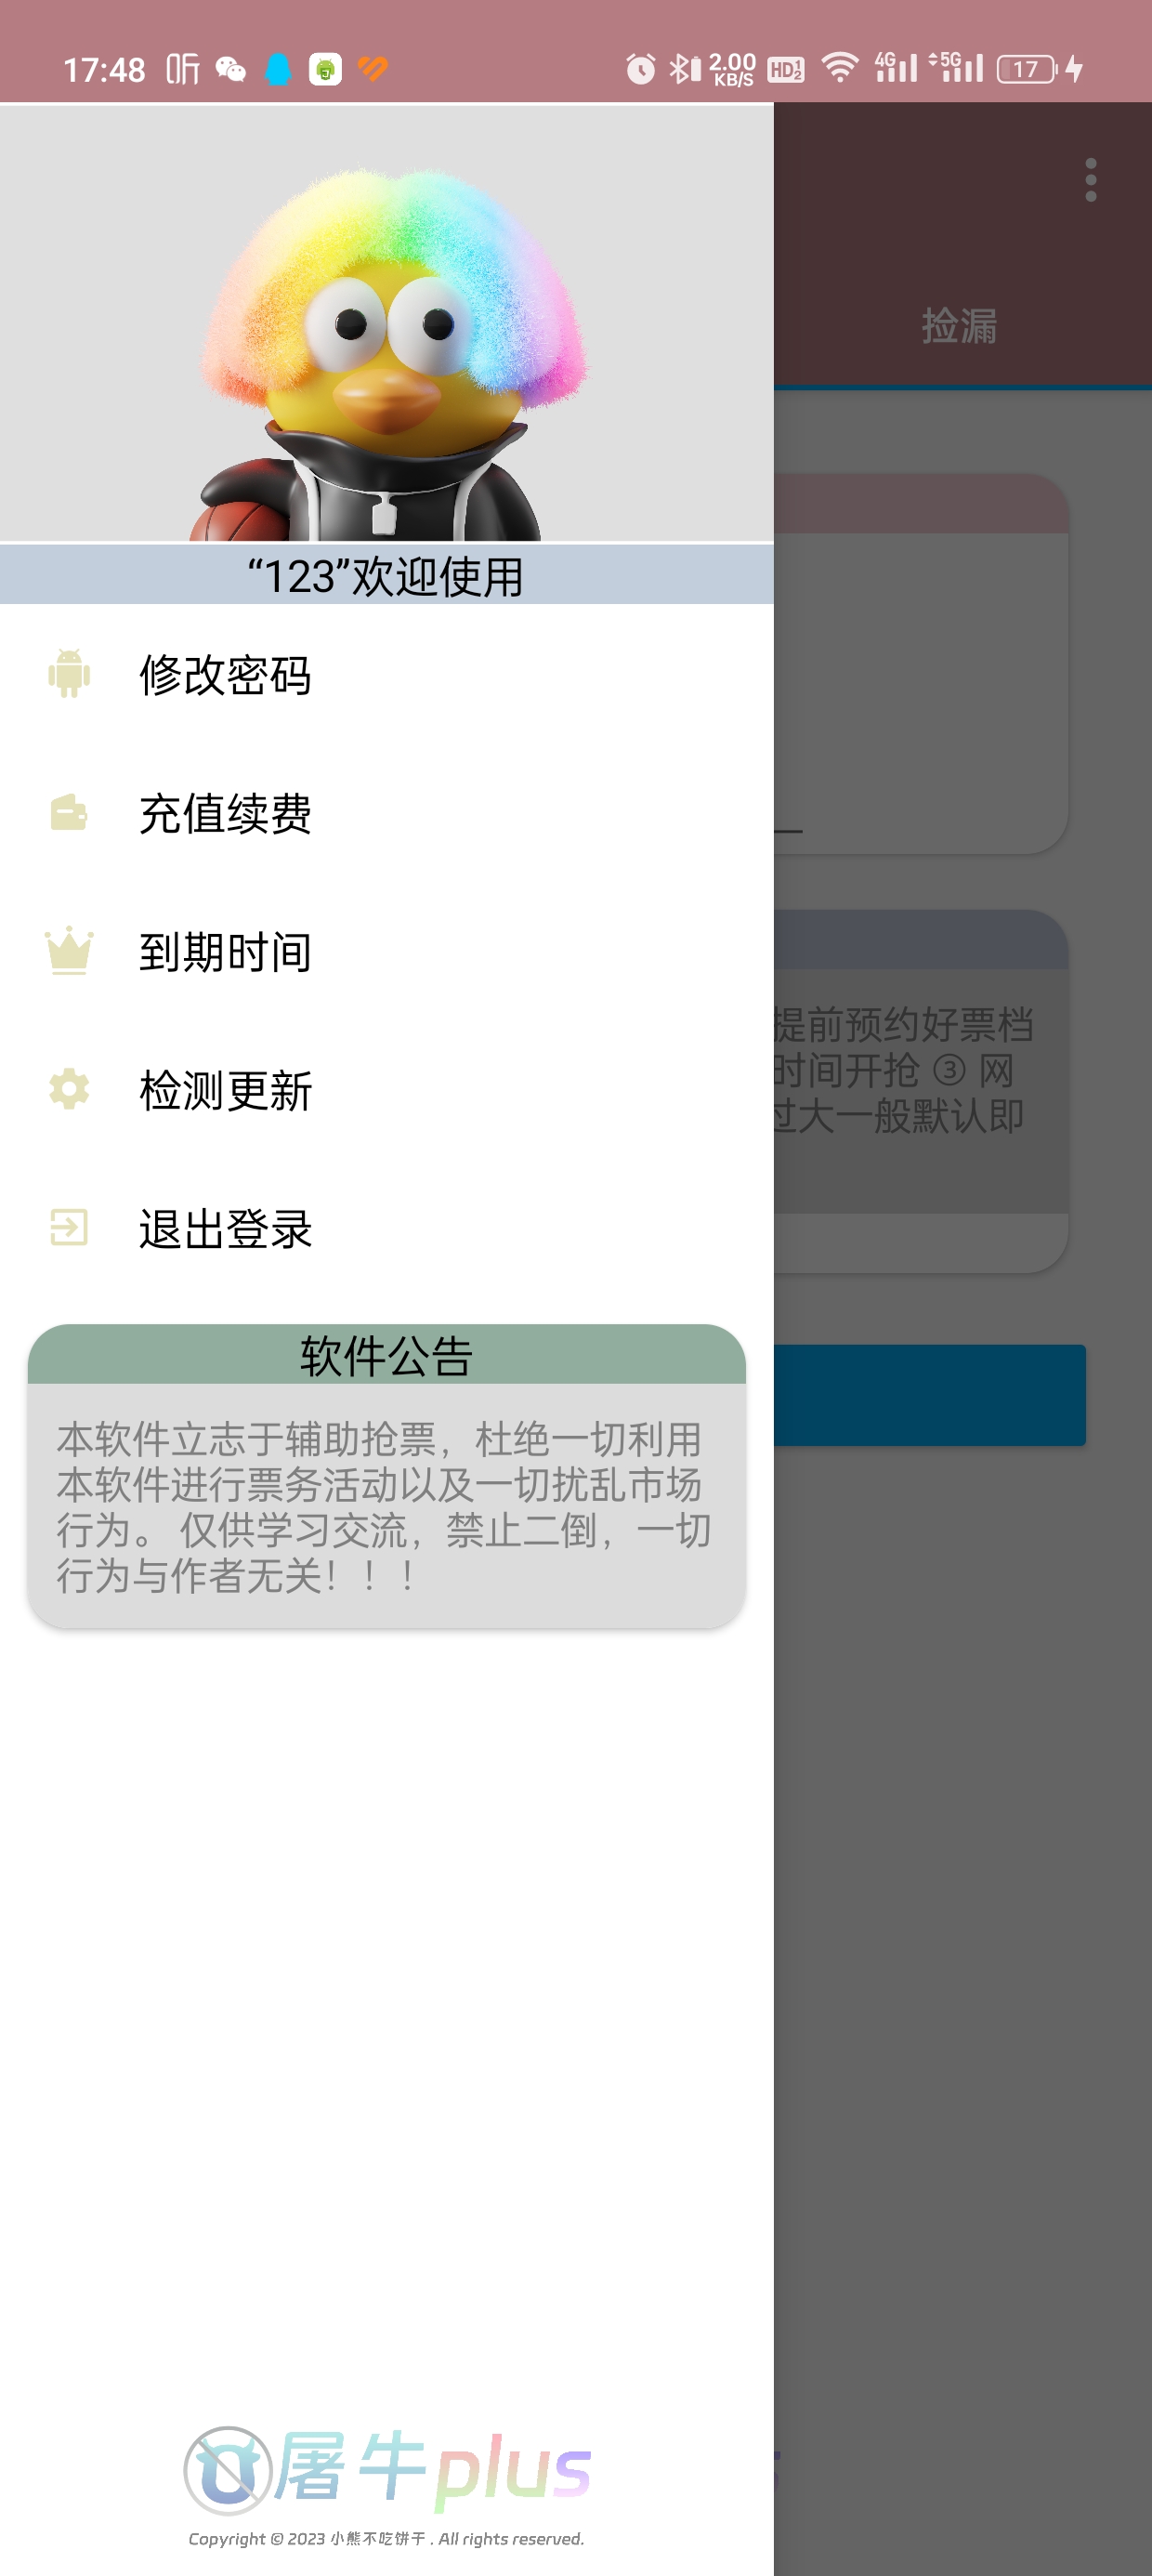 17:48 听 2.00 KB/S HD 1 2 4G 5G 17
捡漏
“123”欢迎使用
修改密码
充值续费
到期时间
提前预约好票档
时间开抢 ③ 网
过大一般默认即
检测更新
退出登录
软件公告
本软件立志于辅助抢票，杜绝一切利用
本软件进行票务活动以及一切扰乱市场
行为。 仅供学习交流，禁止二倒，一切
行为与作者无关！！！
屠牛plus
Copyright © 2023 小熊不吃饼干 . All rights reserved.